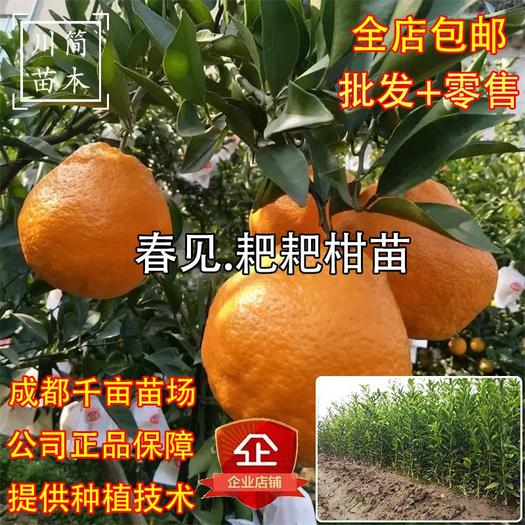 川简
苗木
全店包邮
批发+零售
春见.耙耙柑苗
成都千亩苗场
公司正品保障
提供种植技术
企
企业店铺